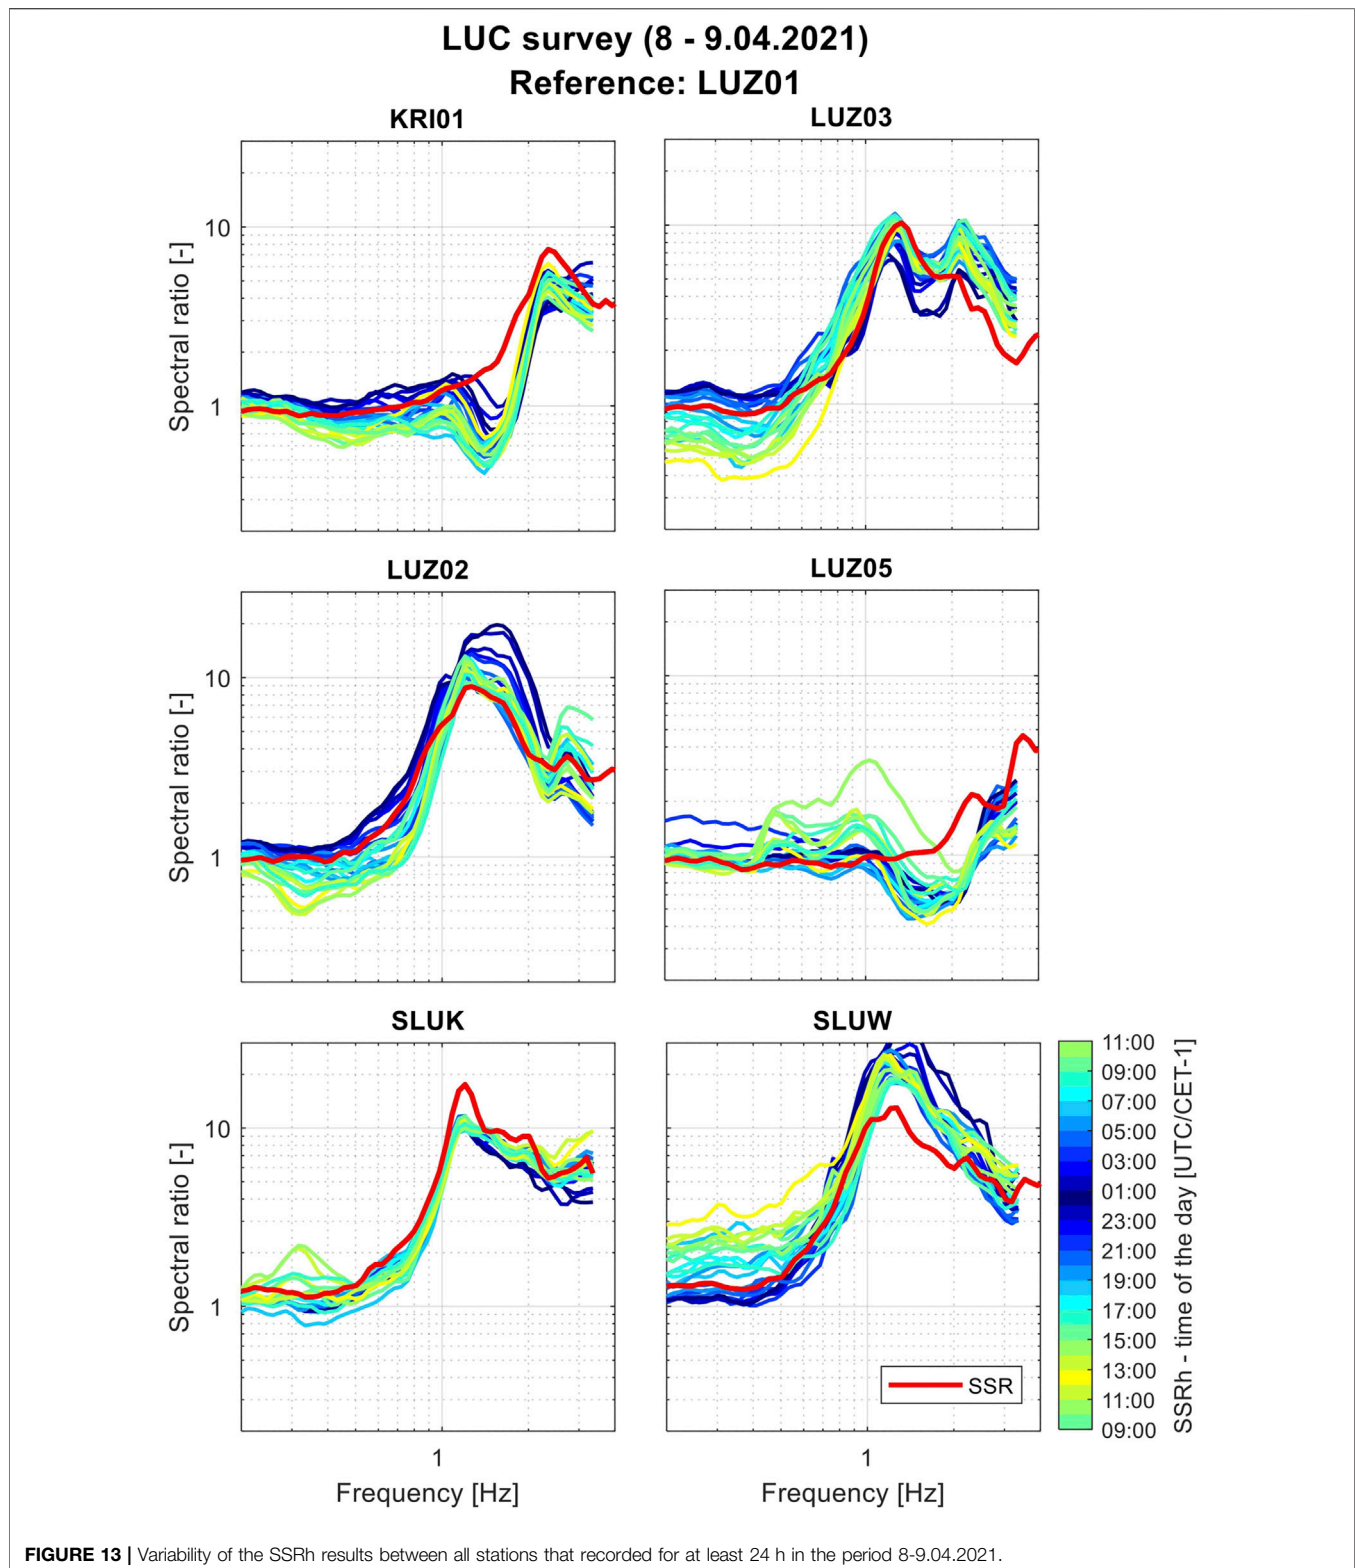 LUC survey (8 - 9.04.2021)
Reference: LUZ01
KRI01
LUZ03
10
1
Spectral ratio [-]
LUZ02
LUZ05
10
1
Spectral ratio [-]
SLUK
SLUW
10
1
Spectral ratio [-]
1
1
Frequency [Hz]
Frequency [Hz]
SSR
11:00
09:00
07:00
05:00
03:00
01:00
23:00
21:00
19:00
17:00
15:00
13:00
11:00
09:00
SSRh - time of the day [UTC/CET-1]
FIGURE 13 | Variability of the SSRh results between all stations that recorded for at least 24 h in the period 8-9.04.2021.